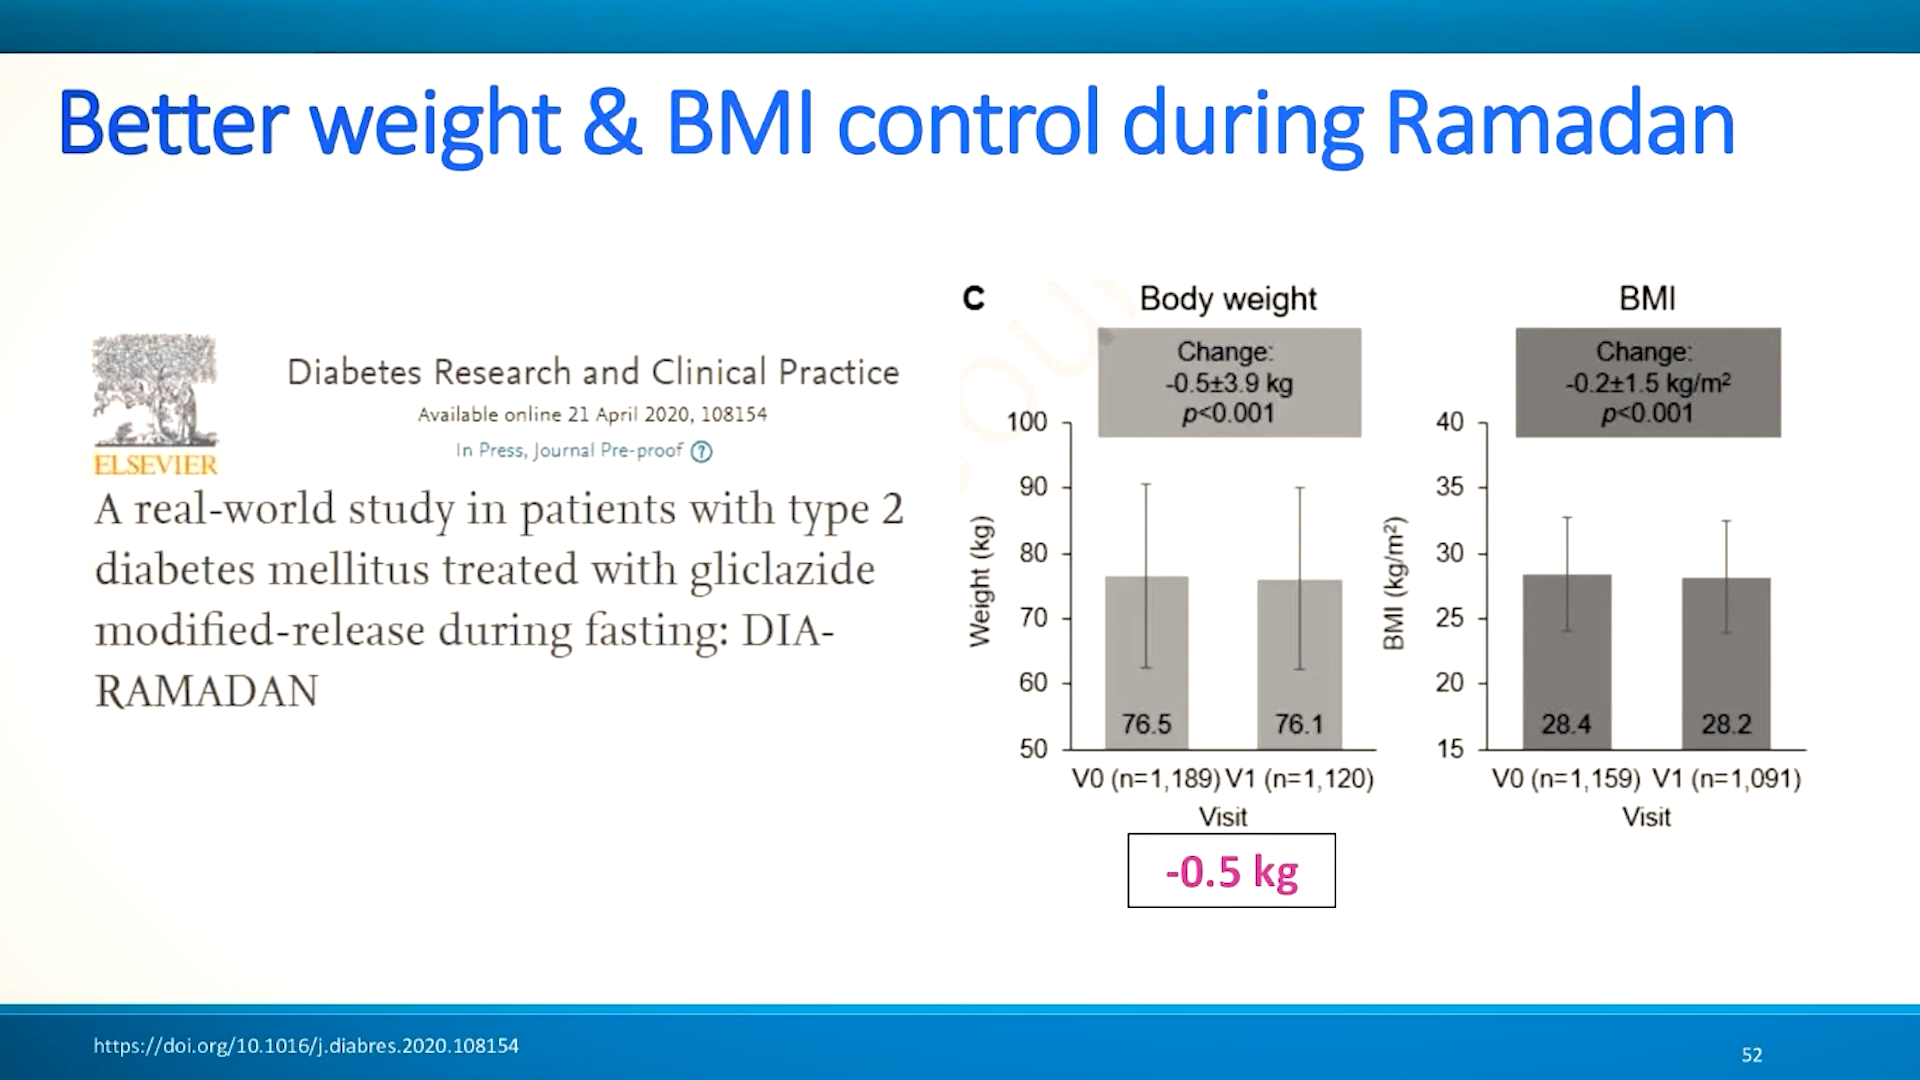 Better weight & BMI control during Ramadan
ELSEVIER
Diabetes Research and Clinical Practice
Available online 21 April 2020, 108154
In Press, Journal Pre-proof ?
A real-world study in patients with type 2
diabetes mellitus treated with gliclazide
modified-release during fasting: DIA-
RAMADAN
C
Body weight
Change:
-0.5±3.9 kg
p<0.001
Weight (kg)
100
90
80
70
60
50
76.5
76.1
V0 (n=1,189) V1 (n=1,120)
Visit
-0.5 kg
BMI
Change:
-0.2±1.5 kg/m²
p<0.001
BMI (kg/m²)
40
35
30
25
20
15
28.4
28.2
V0 (n=1,159) V1 (n=1,091)
Visit
https://doi.org/10.1016/j.diabres.2020.108154
52